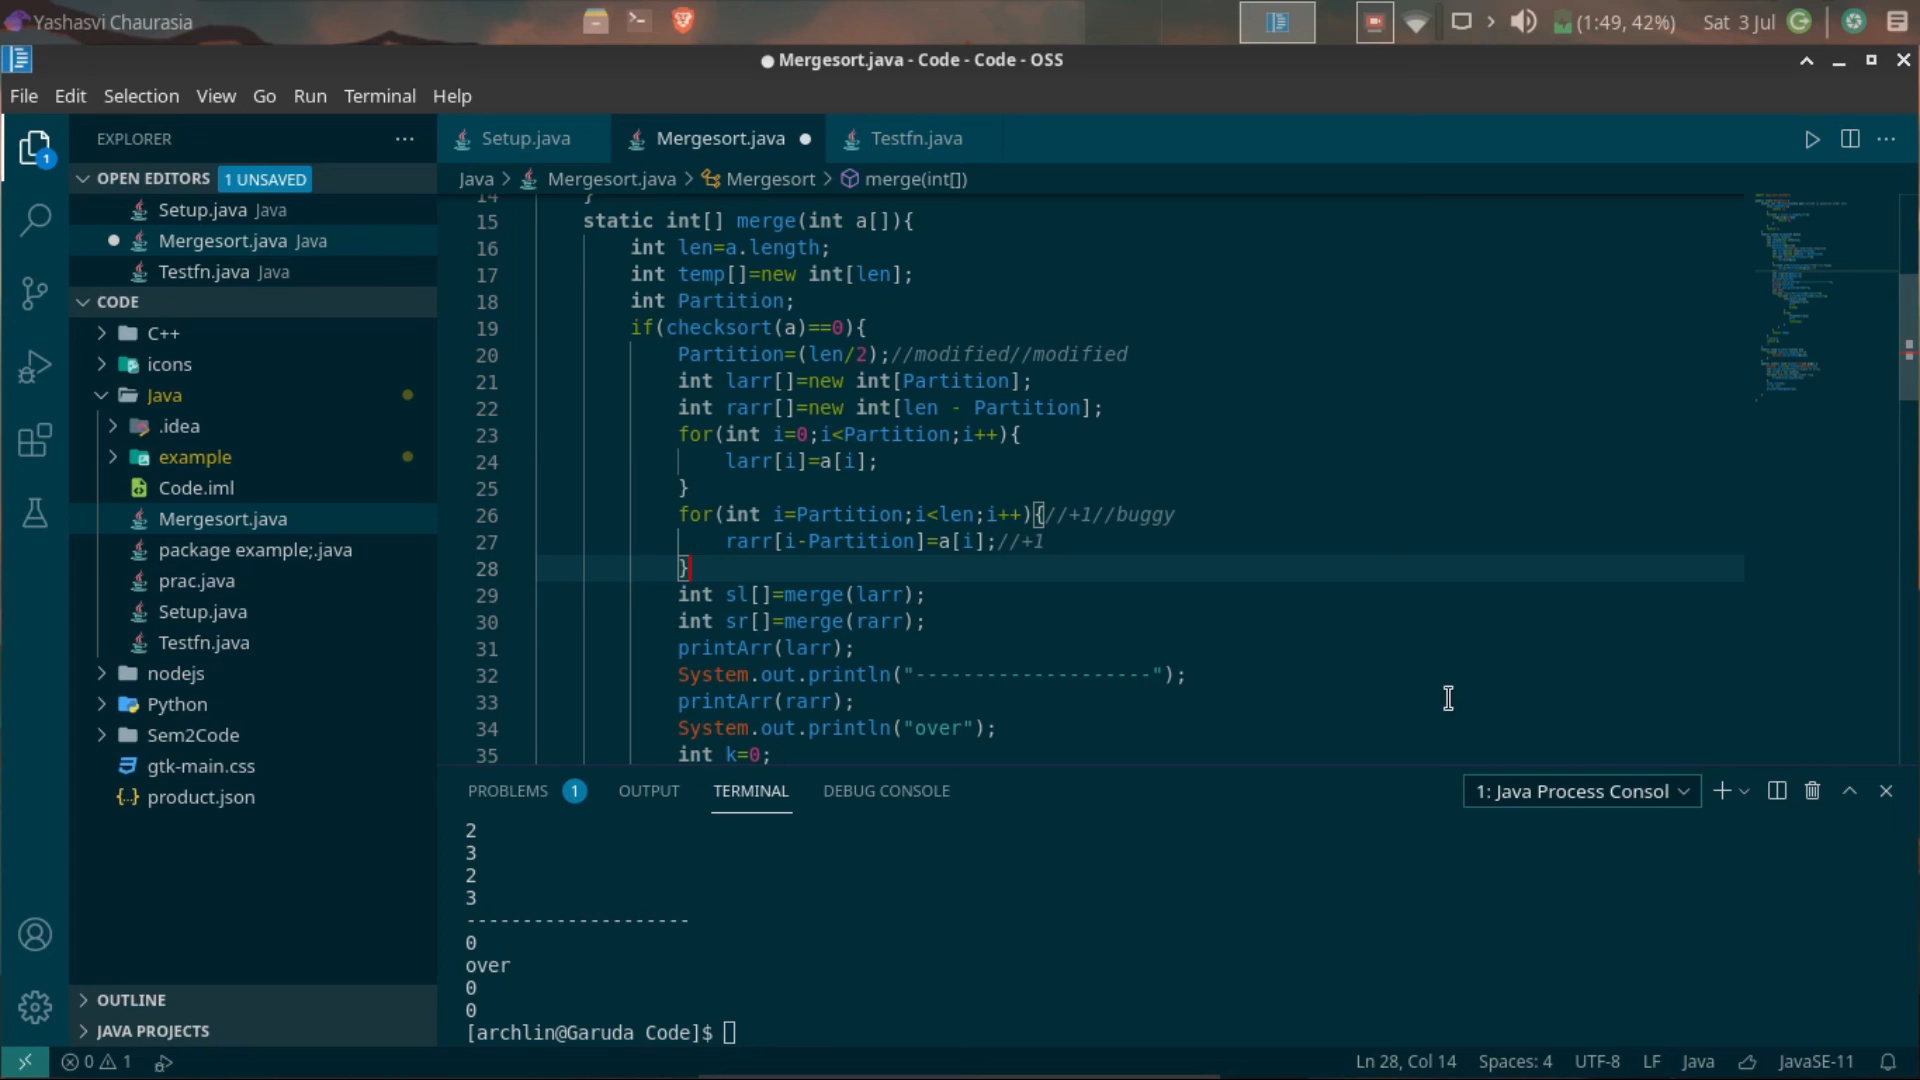 Yashasvi Chaurasia
(1:49, 42%)
Sat 3 Jul
Mergesort.java - Code - Code - OSS
File Edit Selection View Go Run Terminal Help
EXPLORER
OPEN EDITORS 1 UNSAVED
Setup.java Java
Mergesort.java Java
Testfn.java Java
CODE
C++
icons
Java
.idea
example
Code.iml
Mergesort.java
package example;.java
prac.java
Setup.java
Testfn.java
nodejs
Python
Sem2Code
gtk-main.css
product.json
OUTLINE
JAVA PROJECTS
Setup.java Mergesort.java Testfn.java
Java > Mergesort.java > Mergesort > merge(int[])
14 }
15 static int[] merge(int a[]){
16 int len=a.length;
17 int temp[]=new int[len];
18 int Partition;
19 if(checksort(a)==0){
20 Partition=(len/2);//modified//modified
21 int larr[]=new int[Partition];
22 int rarr[]=new int[len - Partition];
23 for(int i=0;i<Partition;i++){
24 larr[i]=a[i];
25 }
26 for(int i=Partition;i<len;i++){//+1//buggy
27 rarr[i-Partition]=a[i];//+1
28 }
29 int sl[]=merge(larr);
30 int sr[]=merge(rarr);
31 printArr(larr);
32 System.out.println("--------------------");
33 printArr(rarr);
34 System.out.println("over");
35 int k=0;
PROBLEMS 1 OUTPUT TERMINAL DEBUG CONSOLE
1: Java Process Consol
2
3
2
3
--------------------
0
over
0
0
[archlin@Garuda Code]$
0 1
Ln 28, Col 14 Spaces: 4 UTF-8 LF Java JavaSE-11